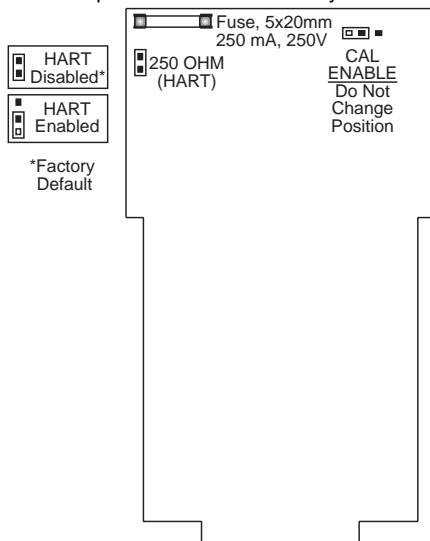 Fuse, 5x20mm
250 mA, 250V
HART
Disabled*
250 OHM
(HART)
CAL
ENABLE
Do Not
Change
Position
HART
Enabled
*Factory
Default